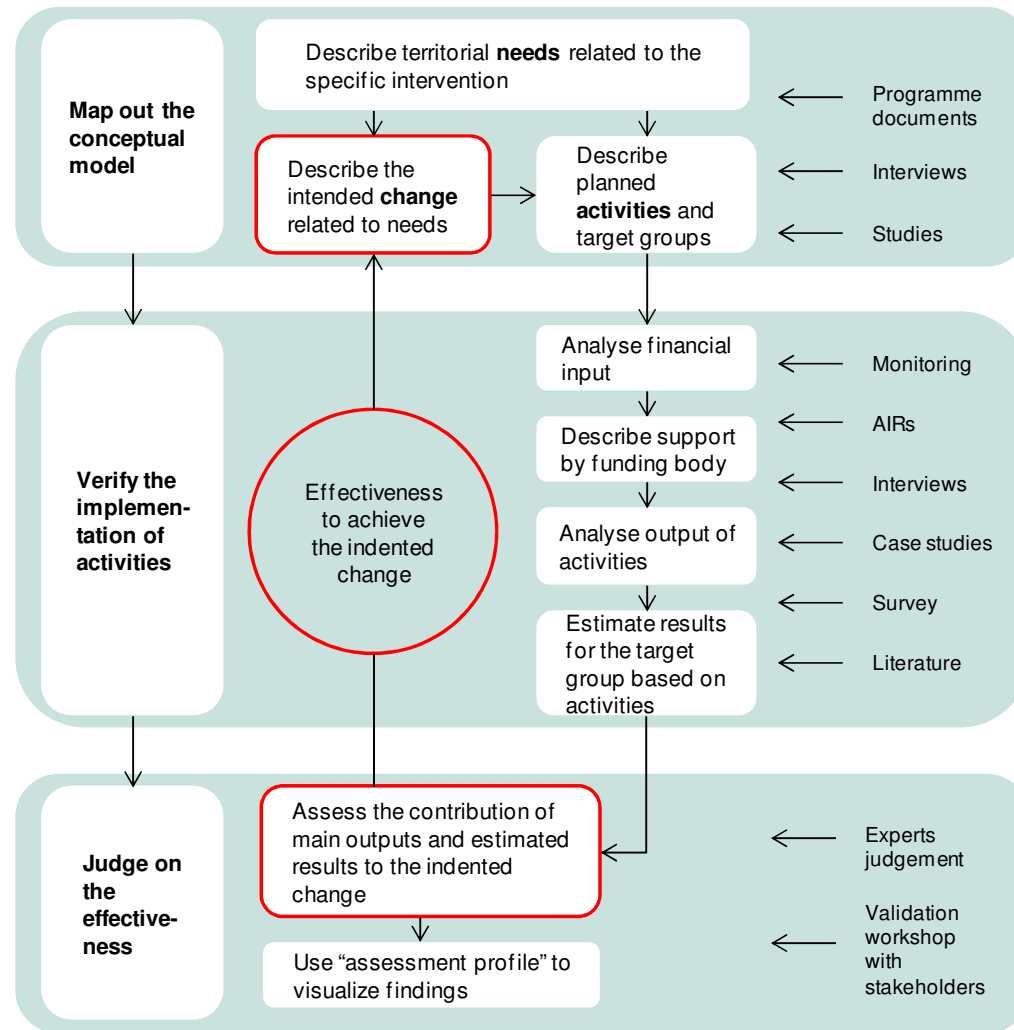 Map out the
conceptual
model
Describe territorial needs related to the
specific intervention
Describe the
intended change
related to needs
Describe
planned
activities and
target groups
Programme
documents
Interviews
Studies
Verify the
implemen-
tation of
activities
Effectiveness
to achieve
the indented
change
Analyse financial
input
Describe support
by funding body
Analyse output of
activities
Estimate results
for the target
group based on
activities
Monitoring
AIRs
Interviews
Case studies
Survey
Literature
Judge on
the
effective-
ness
Assess the contribution of
main outputs and estimated
results to the indented
change
Use “assessment profile” to
visualize findings
Experts
judgement
Validation
workshop
with
stakeholders